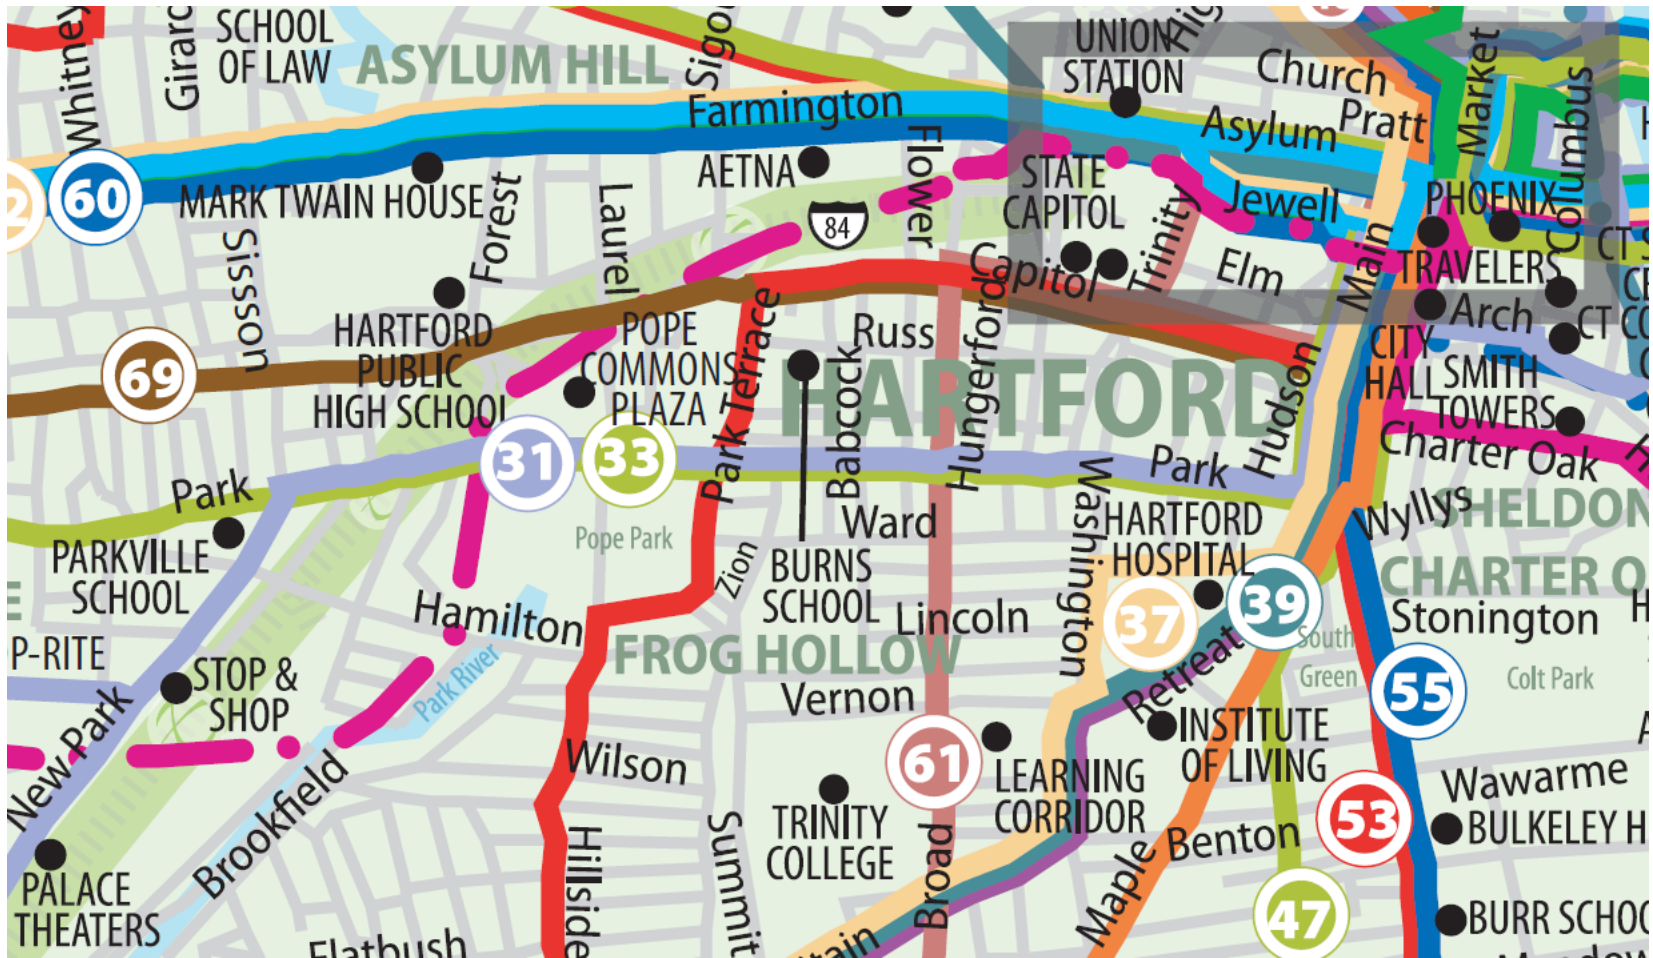 Whitney
Girard
SCHOOL
OF LAW
ASYLUM HILL
UNION
STATION
Church
Pratt
Market
Columbus
Farmington
Asylum
Flower
AETNA
STATE
CAPITOL
Trinity
Jewell
PHOENIX
60
MARK TWAIN HOUSE
Forest
Laurel
84
Capitol
Elm
Main
TRAVELERS
Sisson
Arch
HARTFORD
PUBLIC
HIGH SCHOOL
POPE
COMMONS
PLAZA
Park Terrace
Russ
Babcock
Hungerford
HARTFORD
Hudson
CITY
HALL
SMITH
TOWERS
CT
69
31
33
Park
Park
Charter Oak
Washington
Ward
HARTFORD
HOSPITAL
Wyllys
SHELDON
CHARTER O
PARKVILLE
SCHOOL
Pope Park
Zion
BURNS
SCHOOL
Lincoln
37
39
Stonington
Hamilton
FROG HOLLOW
South
Green
P-RITE
STOP &
SHOP
Park River
Vernon
Retreat
55
Colt Park
New Park
Wilson
61
LEARNING
CORRIDOR
INSTITUTE
OF LIVING
Wawarme
Brookfield
TRINITY
COLLEGE
53
Benton
BULKELEY H
PALACE
THEATERS
Hillside
Summit
Broad
Maple
47
BURR SCHOO
Flatbush